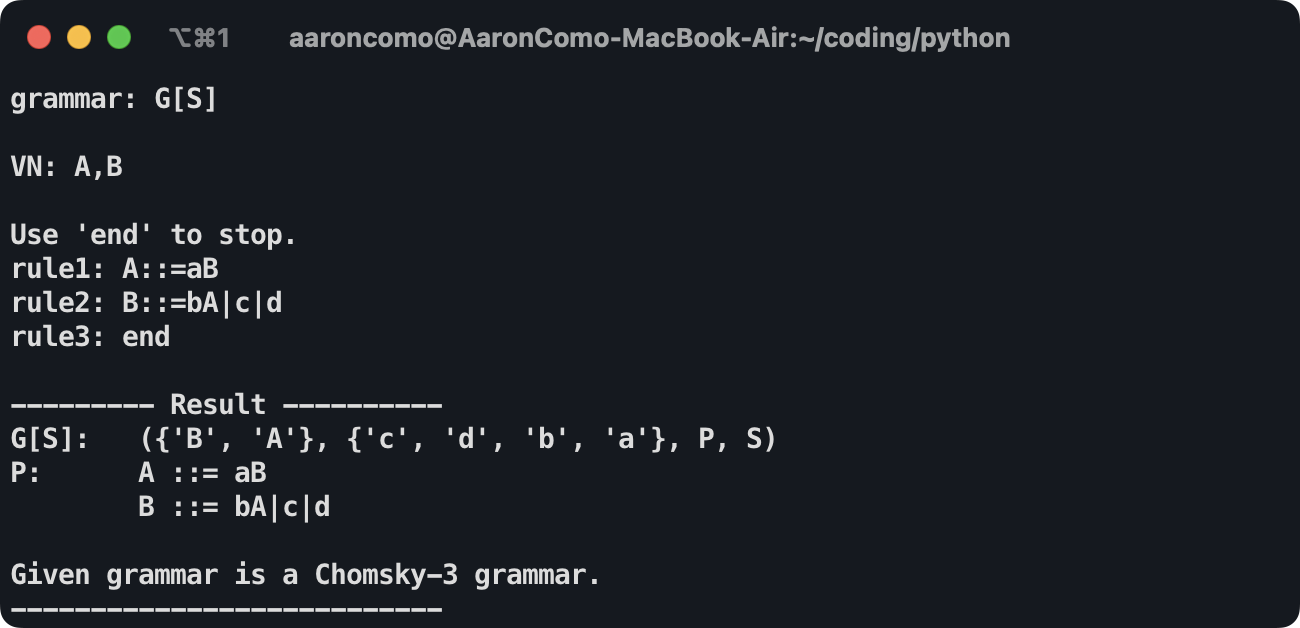 ⌥⌘1 aaroncomo@AaronComo-MacBook-Air:~/coding/python
grammar: G[S]
VN: A,B
Use 'end' to stop.
rule1: A::=aB
rule2: B::=bA|c|d
rule3: end
--------- Result ----------
G[S]: ({'B', 'A'}, {'c', 'd', 'b', 'a'}, P, S)
P: A ::= aB
B ::= bA|c|d
Given grammar is a Chomsky-3 grammar.
---------------------------